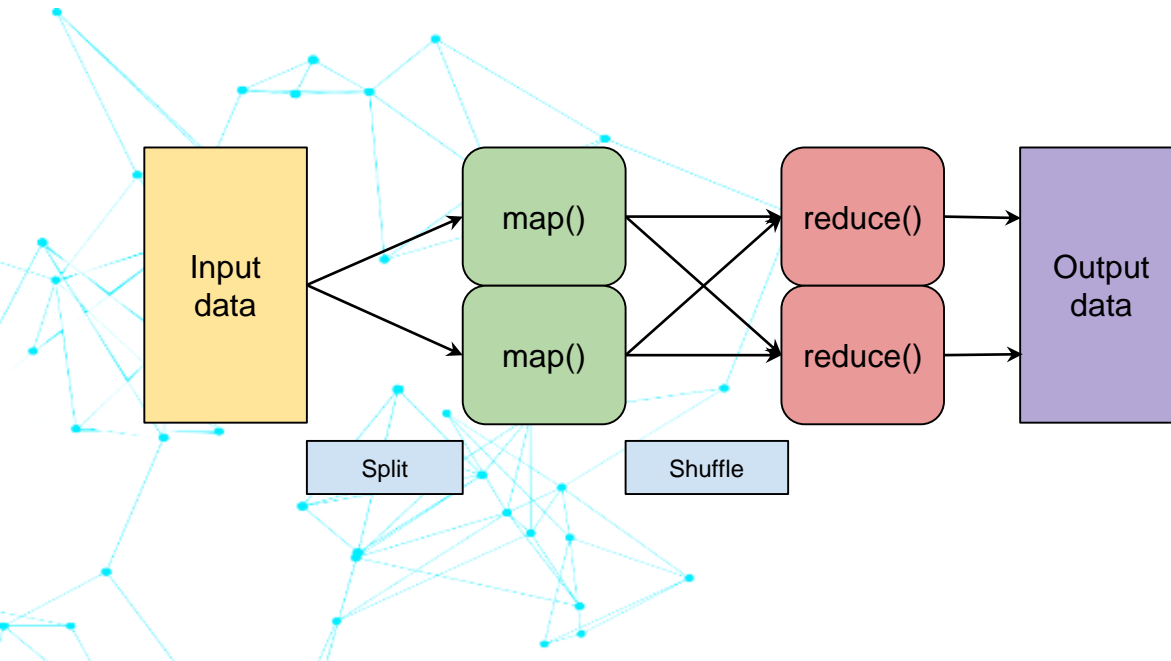 Input
data
map()
map()
reduce()
reduce()
Output
data
Split
Shuffle